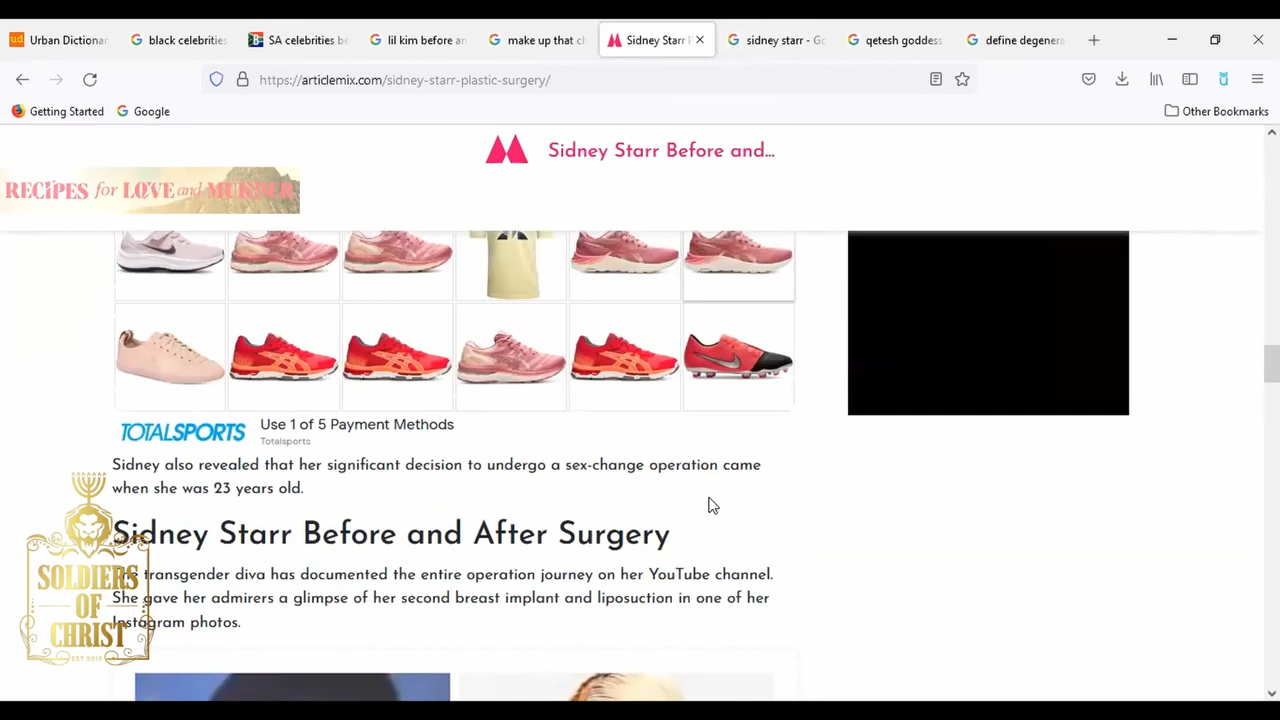 Urban Dictionar
black celebrities
SA celebrities be
lil kim before an
make up that ch
Sidney Starr
sidney starr - Go
qetesh goddess
define degenera
https://articlemix.com/sidney-starr-plastic-surgery/
Getting Started
Google
Other Bookmarks
Sidney Starr Before and...
RECIPES for LOVE and MURDER
TOTALSPORTS
Use 1 of 5 Payment Methods
Totalsports
Sidney also revealed that her significant decision to undergo a sex-change operation came
when she was 23 years old.
Sidney Starr Before and After Surgery
The transgender diva has documented the entire operation journey on her YouTube channel.
She gave her admirers a glimpse of her second breast implant and liposuction in one of her
Instagram photos.
SOLDIERS
OF
CHRIST